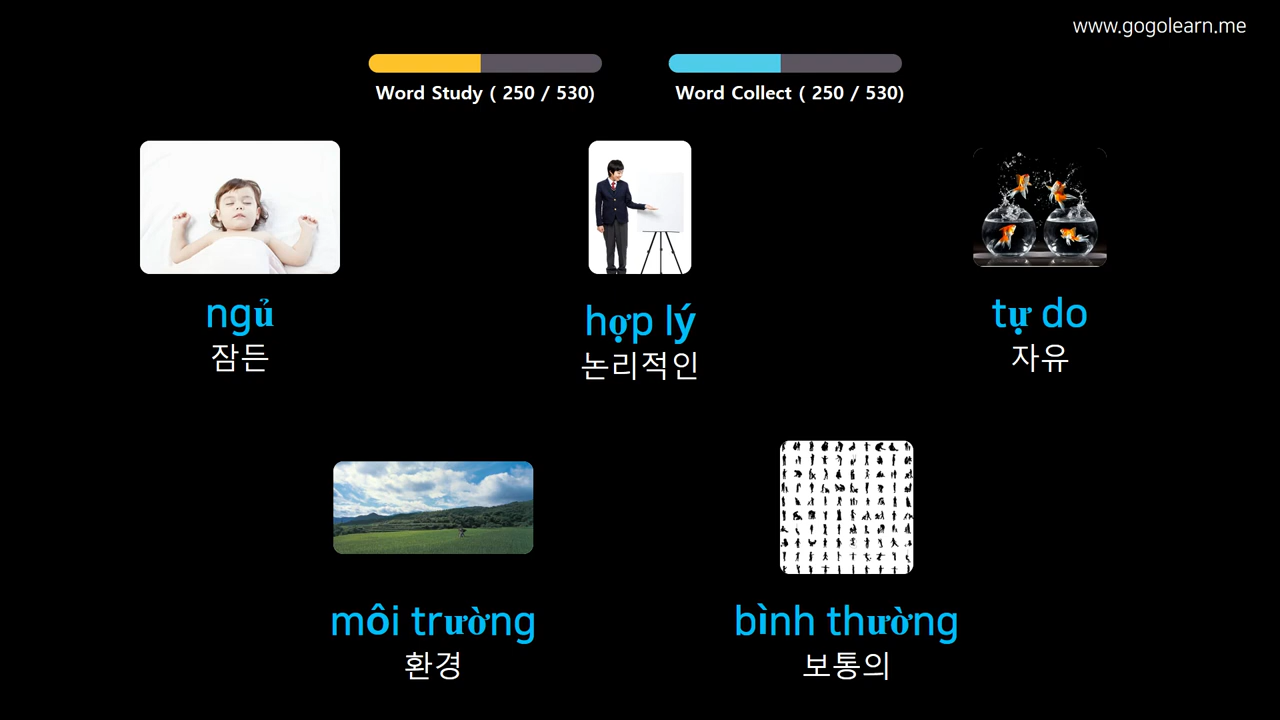 www.gogolearn.me
Word Study ( 250 / 530)
Word Collect ( 250 / 530)
ngủ
잠든
hợp lý
논리적인
tự do
자유
môi trường
환경
bình thường
보통의